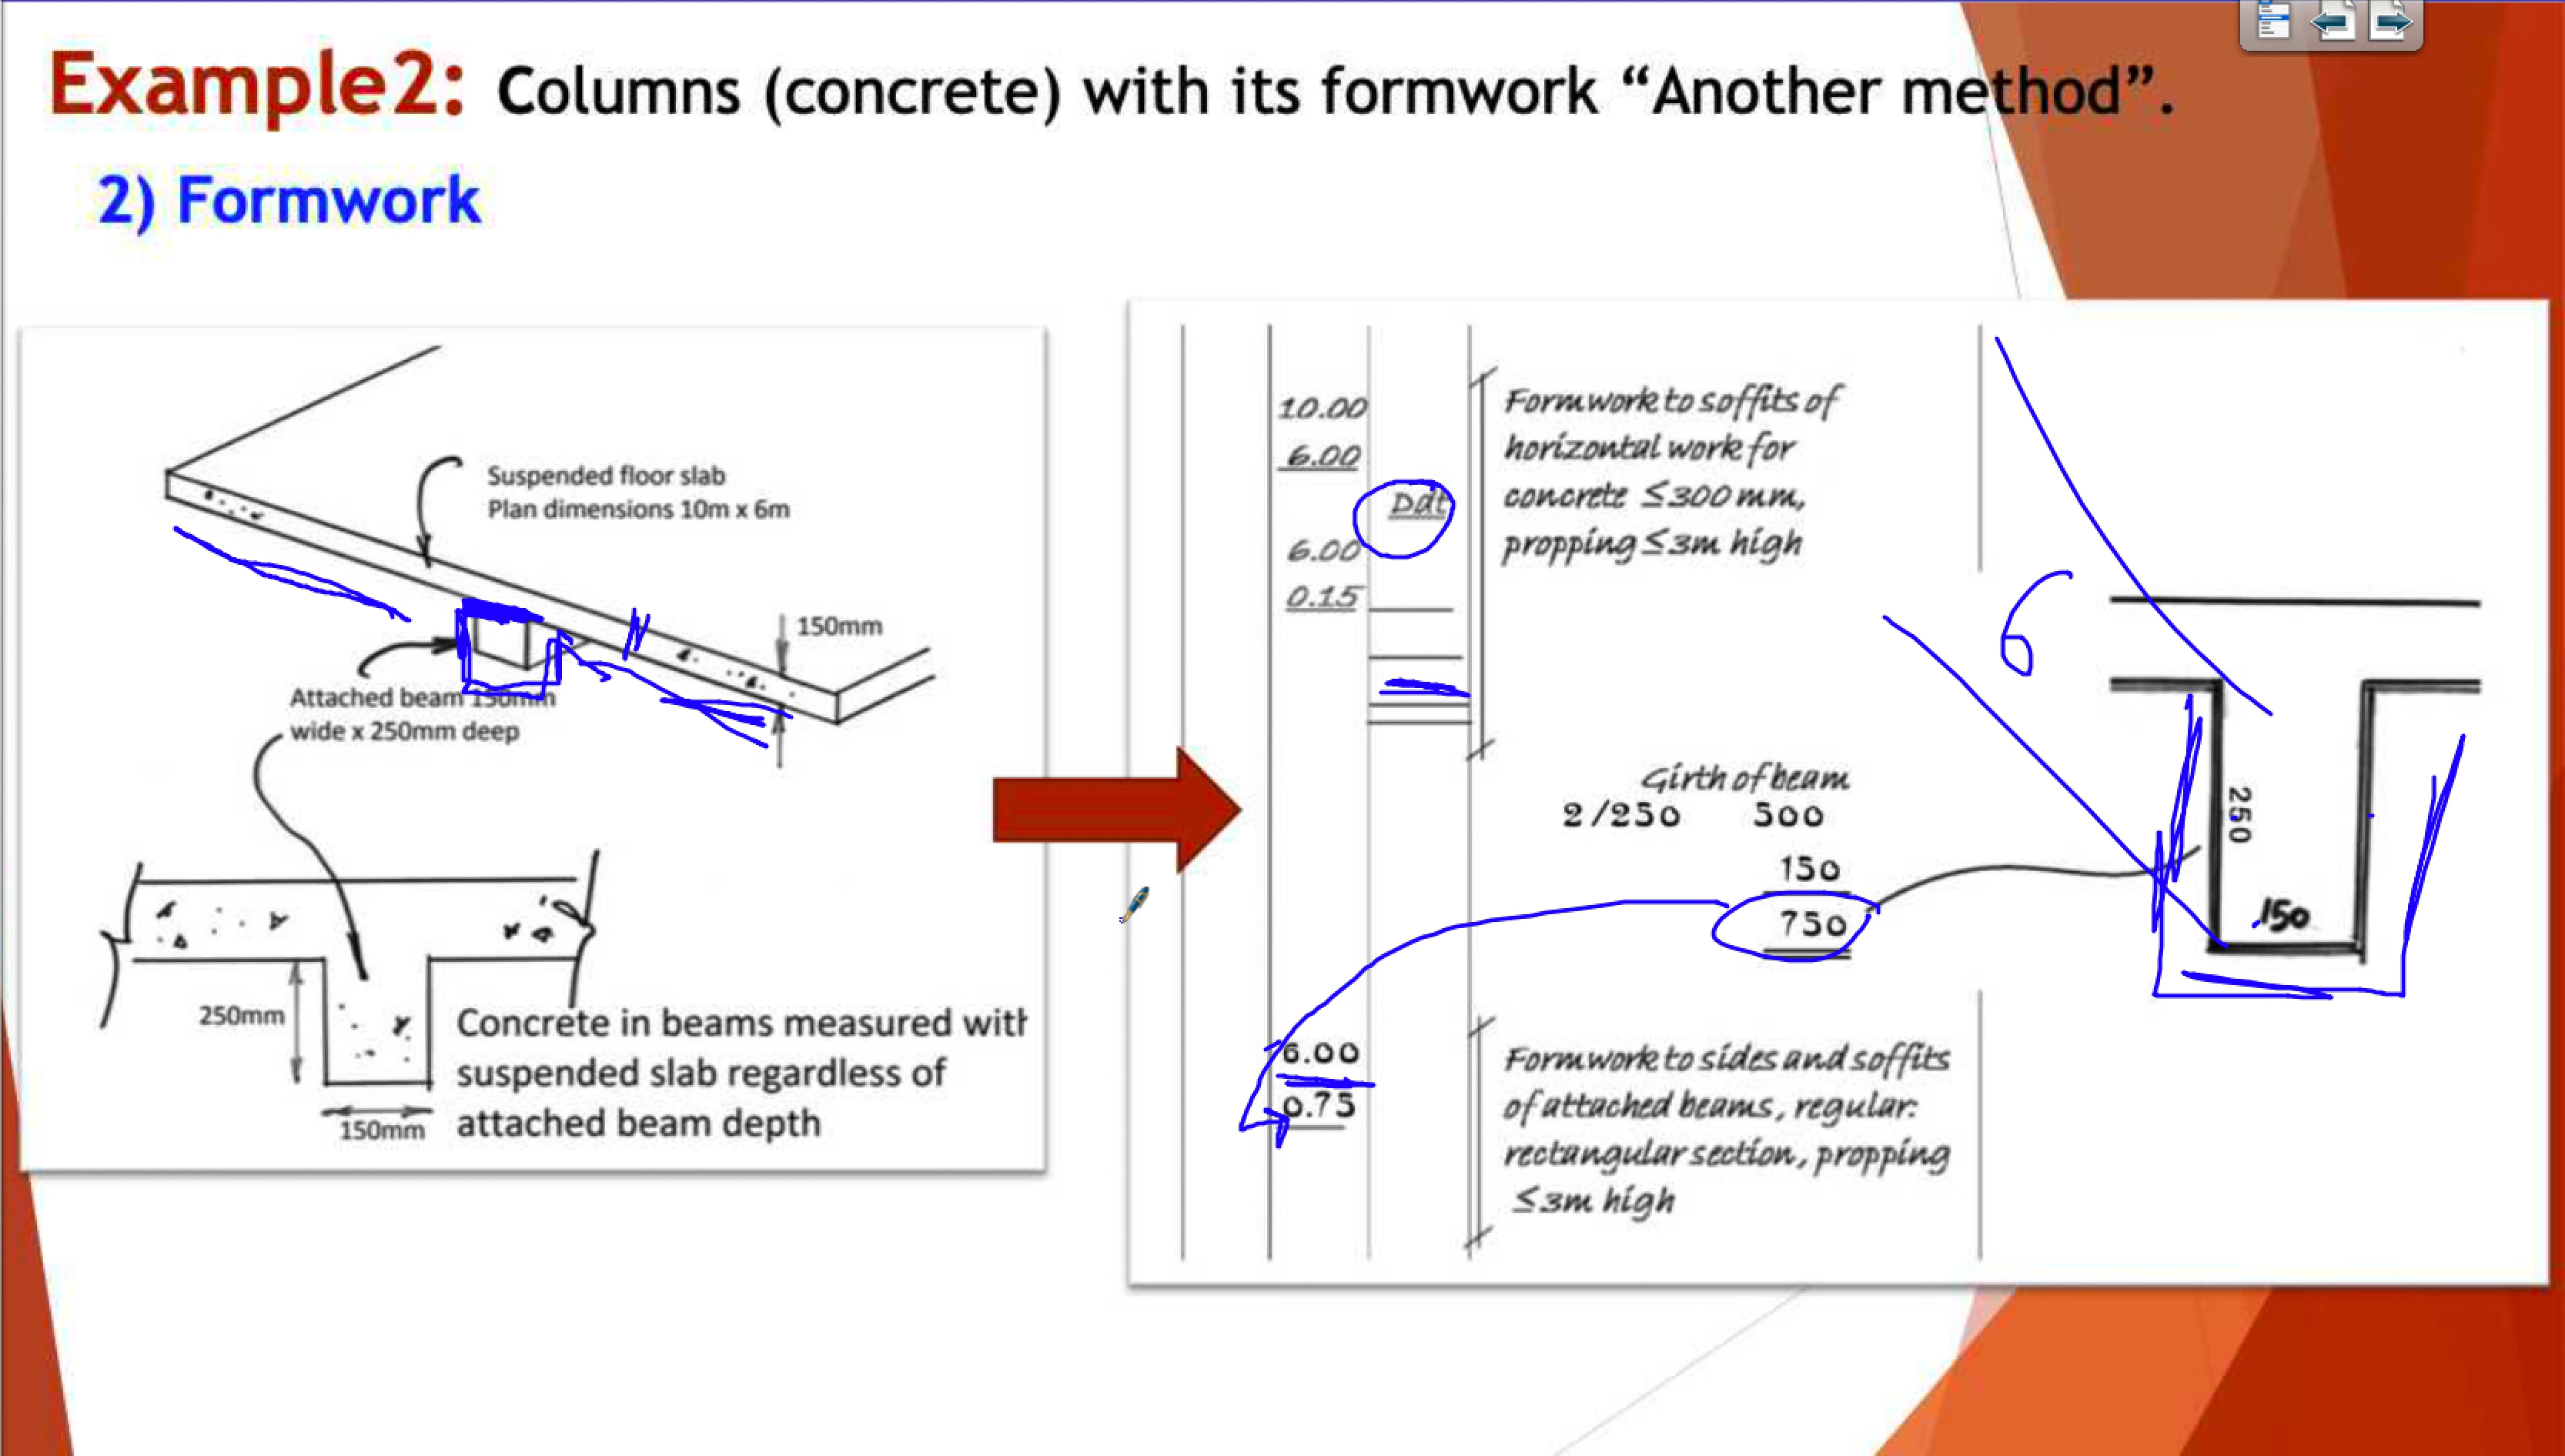 Example2: Columns (concrete) with its formwork “Another method”.
2) Formwork
Suspended floor slab
Plan dimensions 10m x 6m
150mm
Attached beam 150mm
wide x 250mm deep
250mm
150mm
Concrete in beams measured with
suspended slab regardless of
attached beam depth
10.00
6.00
Ddt
6.00
0.15
Formwork to soffits of
horizontal work for
concrete ≤300 mm,
propping ≤3m high
Girth of beam
2/250 500
150
750
6.00
0.75
Formwork to sides and soffits
of attached beams, regular:
rectangular section, propping
≤3m high
6
250
150